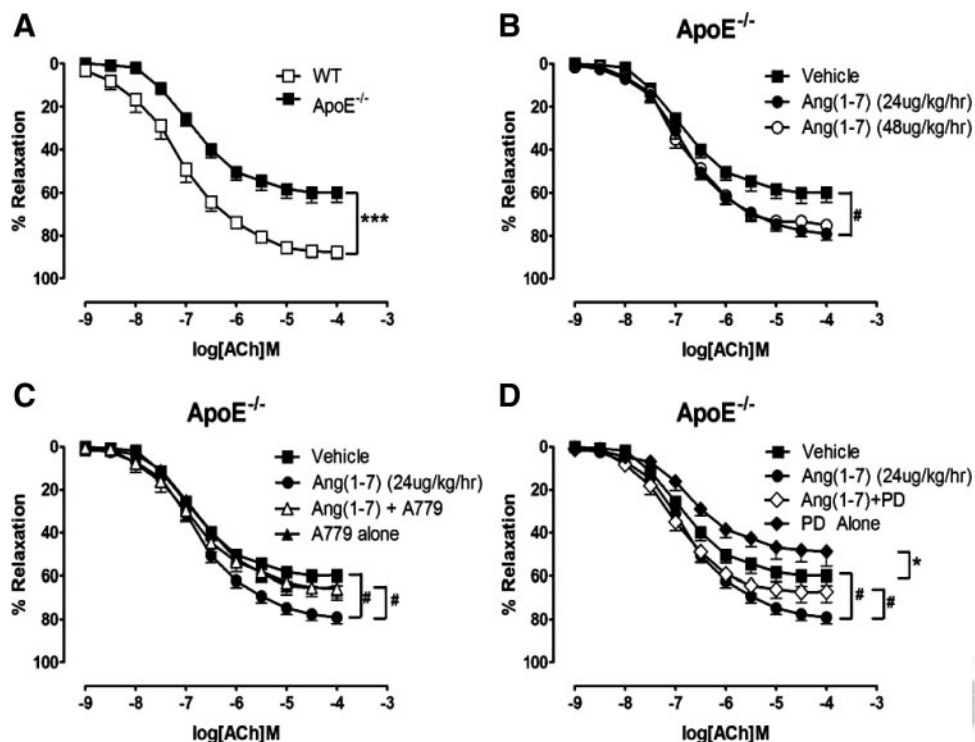 A
WT
ApoE-/-
% Relaxation
0
20
40
60
80
100
***
-9 -8 -7 -6 -5 -4 -3
log[ACh]M
B
ApoE-/-
Vehicle
Ang(1-7) (24ug/kg/hr)
Ang(1-7) (48ug/kg/hr)
% Relaxation
0
20
40
60
80
100
#
-9 -8 -7 -6 -5 -4 -3
log[ACh]M
C
ApoE-/-
Vehicle
Ang(1-7) (24ug/kg/hr)
Ang(1-7) + A779
A779 alone
% Relaxation
0
20
40
60
80
100
# #
-9 -8 -7 -6 -5 -4 -3
log[ACh]M
D
ApoE-/-
Vehicle
Ang(1-7) (24ug/kg/hr)
Ang(1-7)+PD
PD Alone
% Relaxation
0
20
40
60
80
100
*
# #
-9 -8 -7 -6 -5 -4 -3
log[ACh]M